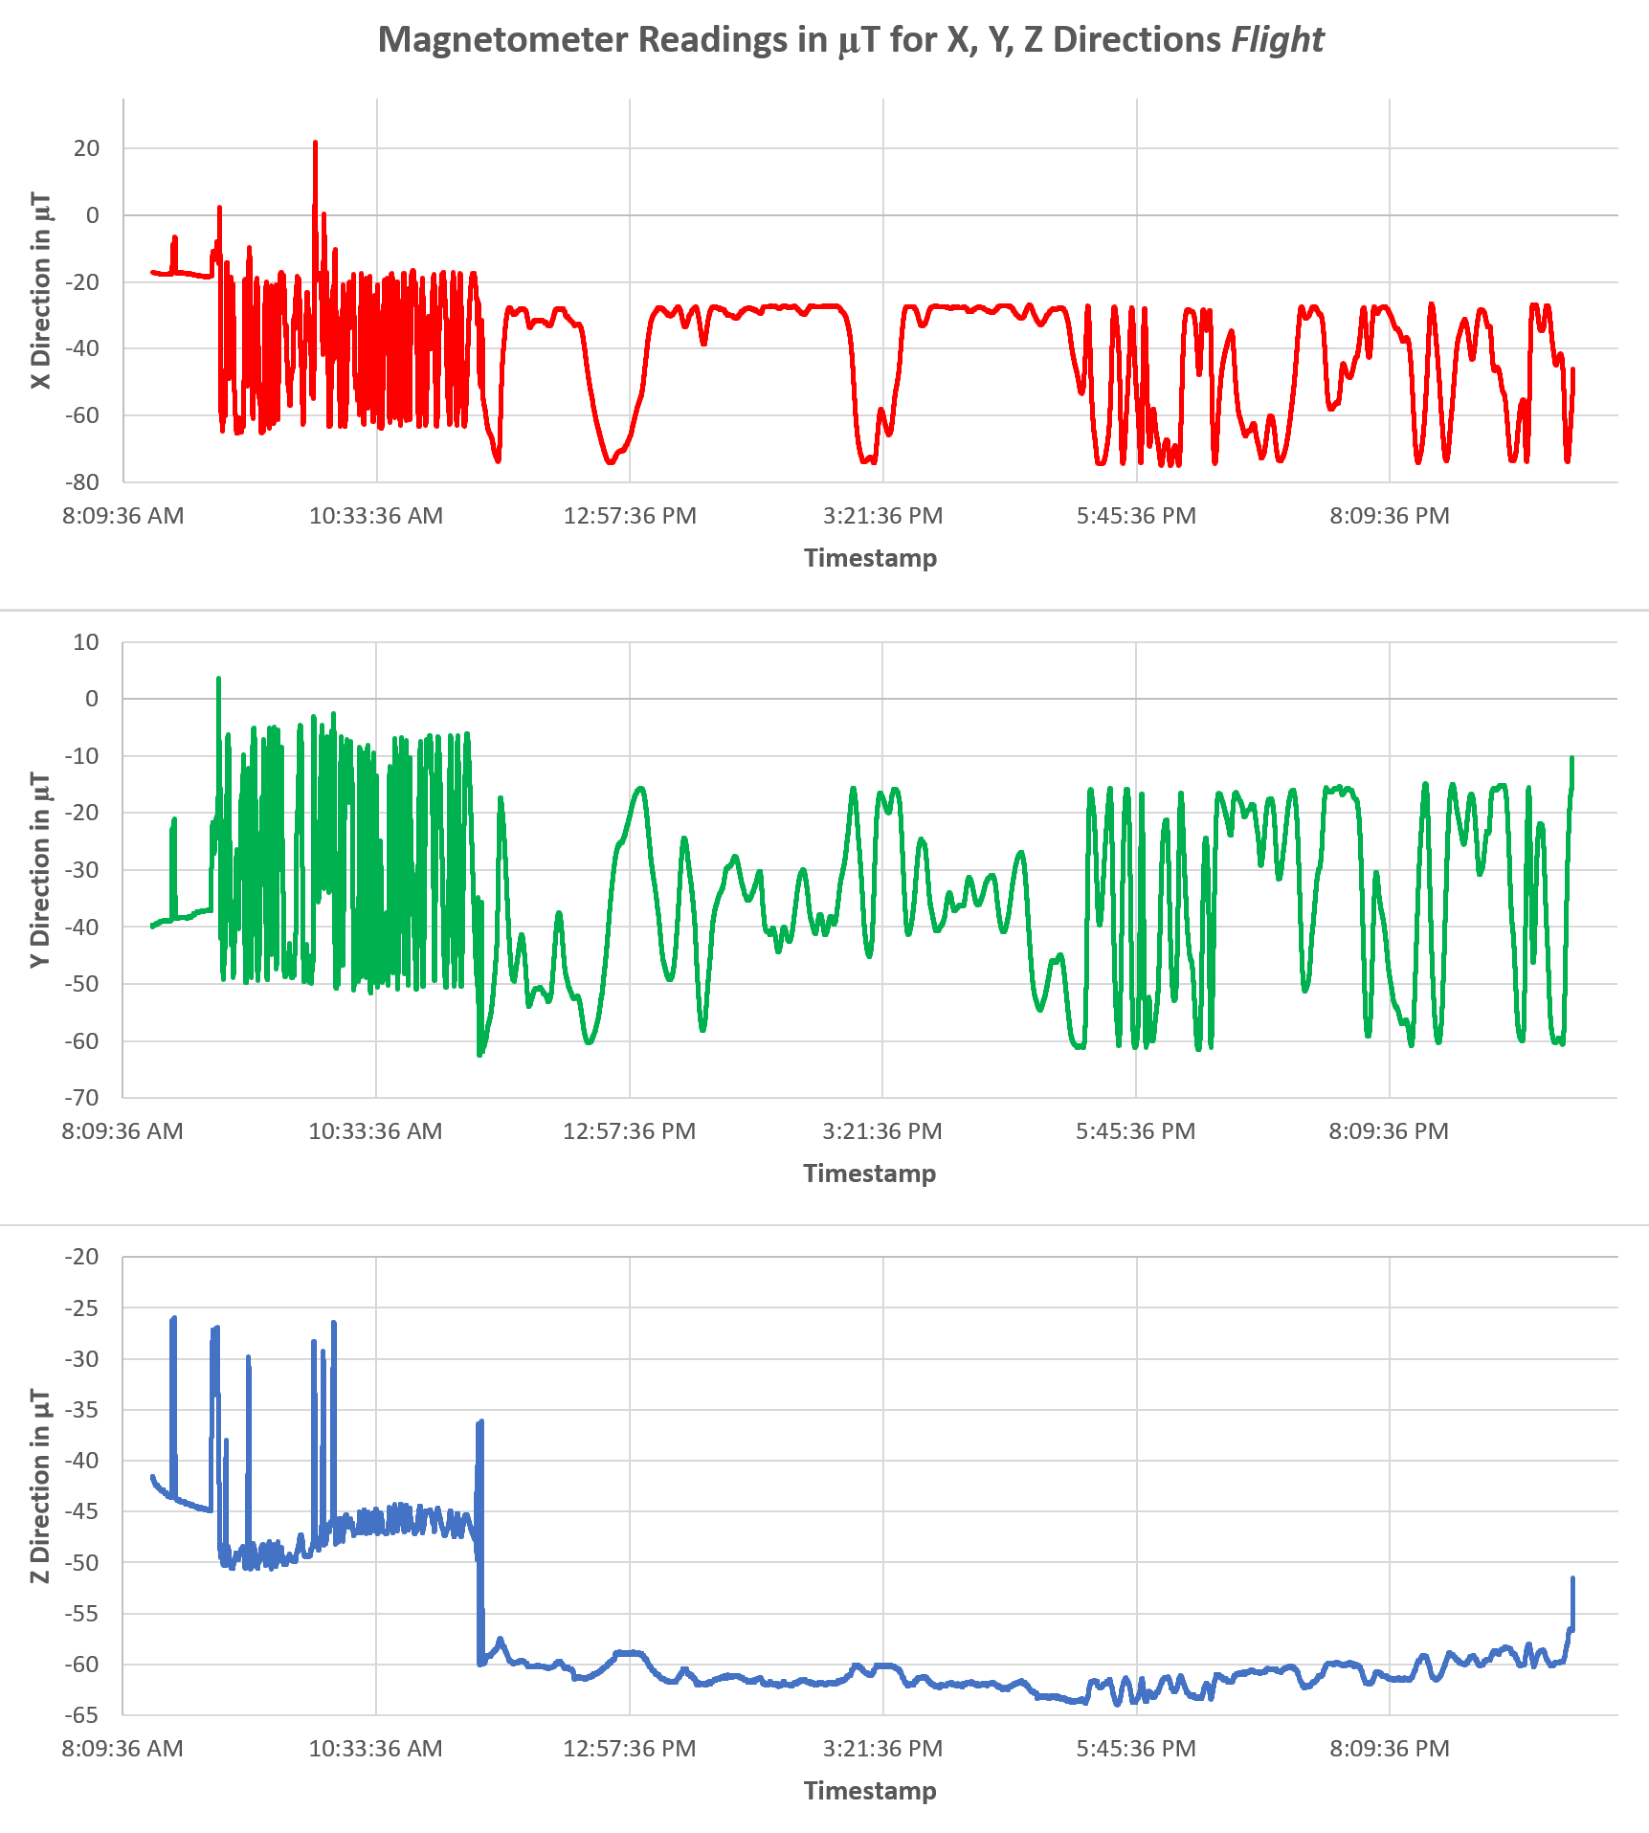 Magnetometer Readings in µT for X, Y, Z Directions Flight
X Direction in µT
20
0
-20
-40
-60
-80
8:09:36 AM 10:33:36 AM 12:57:36 PM 3:21:36 PM 5:45:36 PM 8:09:36 PM
Timestamp
Y Direction in µT
10
0
-10
-20
-30
-40
-50
-60
-70
8:09:36 AM 10:33:36 AM 12:57:36 PM 3:21:36 PM 5:45:36 PM 8:09:36 PM
Timestamp
Z Direction in µT
-20
-25
-30
-35
-40
-45
-50
-55
-60
-65
8:09:36 AM 10:33:36 AM 12:57:36 PM 3:21:36 PM 5:45:36 PM 8:09:36 PM
Timestamp